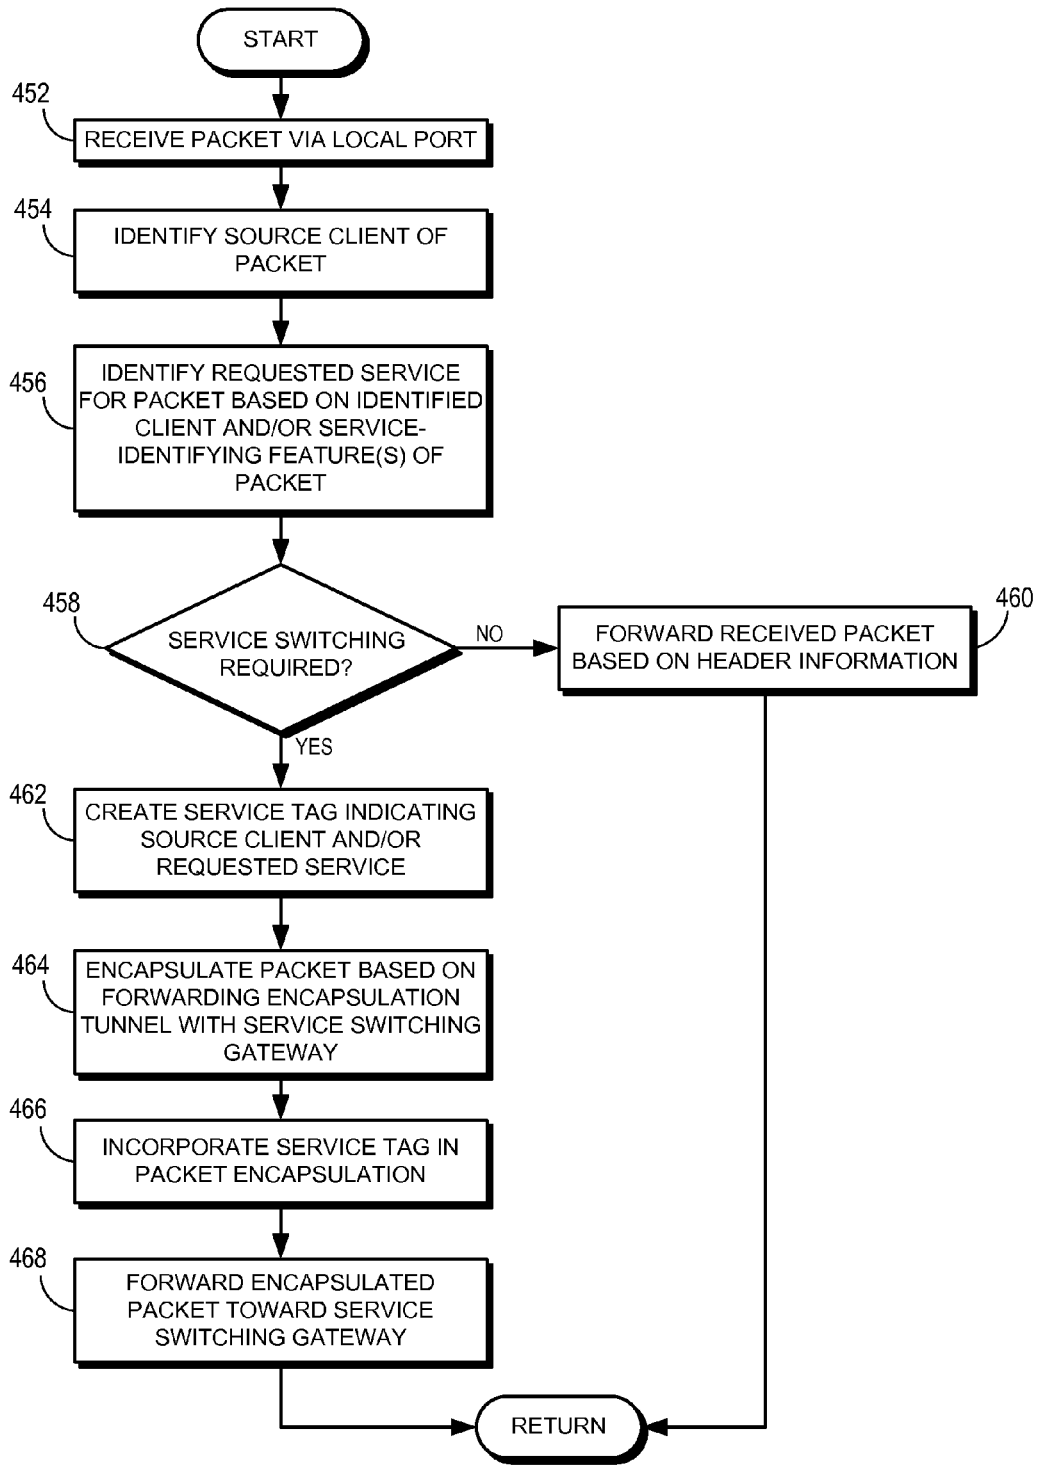 START
452
RECEIVE PACKET VIA LOCAL PORT
454
IDENTIFY SOURCE CLIENT OF
PACKET
456
IDENTIFY REQUESTED SERVICE
FOR PACKET BASED ON IDENTIFIED
CLIENT AND/OR SERVICE-
IDENTIFYING FEATURE(S) OF
PACKET
458
SERVICE SWITCHING
REQUIRED?
NO
460
FORWARD RECEIVED PACKET
BASED ON HEADER INFORMATION
YES
462
CREATE SERVICE TAG INDICATING
SOURCE CLIENT AND/OR
REQUESTED SERVICE
464
ENCAPSULATE PACKET BASED ON
FORWARDING ENCAPSULATION
TUNNEL WITH SERVICE SWITCHING
GATEWAY
466
INCORPORATE SERVICE TAG IN
PACKET ENCAPSULATION
468
FORWARD ENCAPSULATED
PACKET TOWARD SERVICE
SWITCHING GATEWAY
RETURN